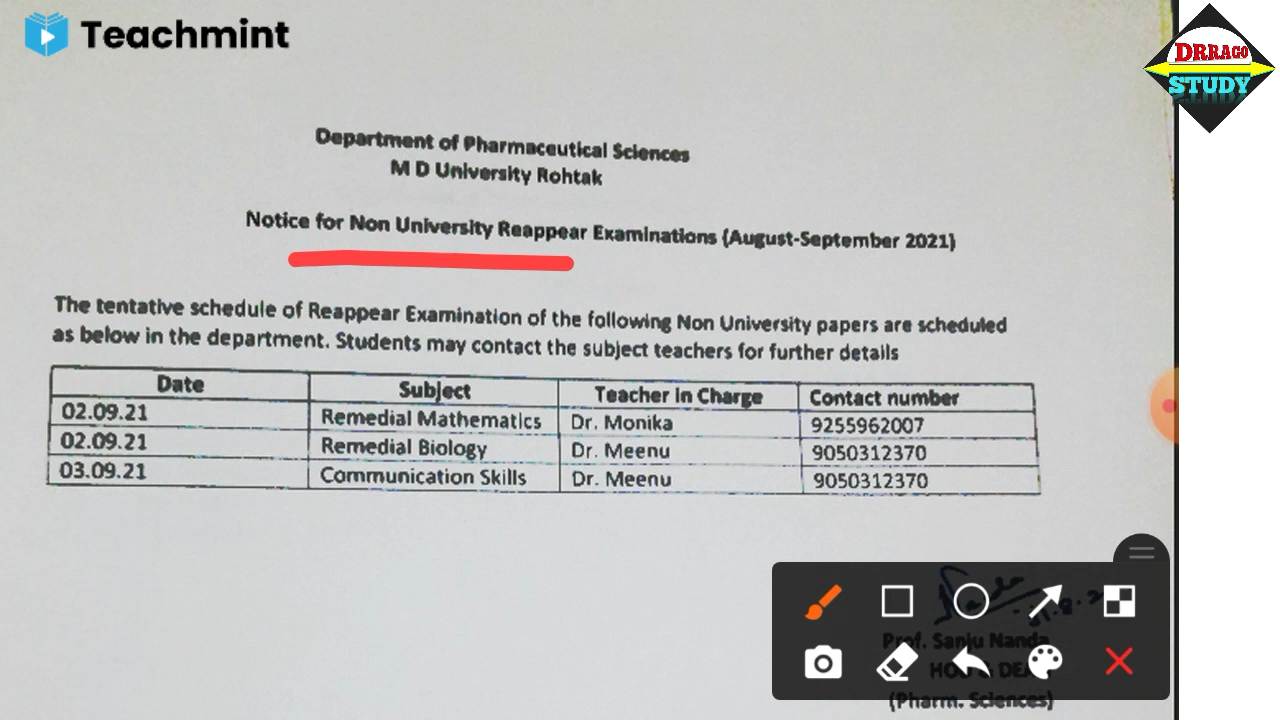 Teachmint
DRRAGO
STUDY
Department of Pharmaceutical Sciences
M D University Rohtak
Notice for Non University Reappear Examinations (August-September 2021)
The tentative schedule of Reappear Examination of the following Non University papers are scheduled
as below in the department. Students may contact the subject teachers for further details
Date Subject Teacher In Charge Contact number
02.09.21 Remedial Mathematics Dr. Monika 9255962007
02.09.21 Remedial Biology Dr. Meenu 9050312370
03.09.21 Communication Skills Dr. Meenu 9050312370
Prof. Sanju Nanda
(Pharm. Sciences)